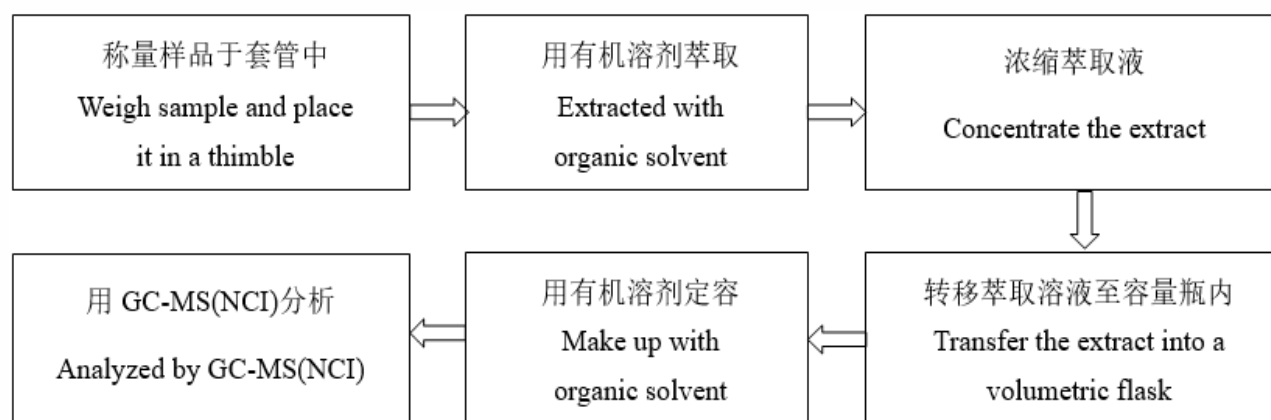 称量样品于套管中
Weigh sample and place
it in a thimble
用有机溶剂萃取
Extracted with
organic solvent
浓缩萃取液
Concentrate the extract
转移萃取溶液至容量瓶内
Transfer the extract into a
volumetric flask
用有机溶剂定容
Make up with
organic solvent
用 GC-MS(NCI)分析
Analyzed by GC-MS(NCI)